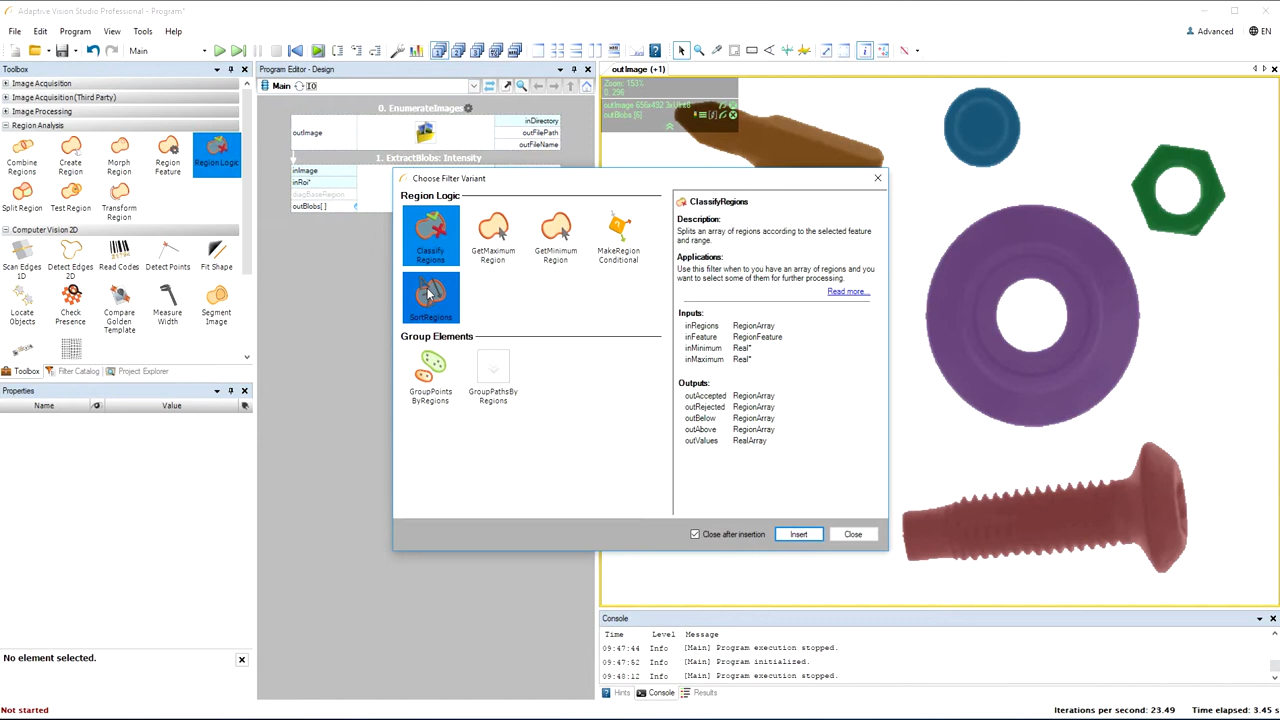 Adaptive Vision Studio Professional - Program*
File Edit Program View Tools Help
Advanced EN
Main
Toolbox
Image Acquisition
Image Acquisition(Third Party)
Image Processing
Region Analysis
Combine Regions
Create Region
Morph Region
Region Feature
Region Logic
Split Region
Test Region
Transform Region
Computer Vision 2D
Scan Edges 1D
Detect Edges 2D
Read Codes
Detect Points
Fit Shape
Locate Objects
Check Presence
Compare Golden Template
Measure Width
Segment Image
Toolbox Filter Catalog Project Explorer
Properties
Name Value
No element selected.
Not started
Program Editor - Design
Main
0. EnumerateImages
outImage
inDirectory
outFilePath
outFileName
1. ExtractBlobs: Intensity
inImage
inRoi*
diagBaseRegion
outBlobs[ ]
Choose Filter Variant
Region Logic
Classify Regions
GetMaximum Region
GetMinimum Region
MakeRegion Conditional
SortRegions
Group Elements
GroupPoints ByRegions
GroupPathsBy Regions
ClassifyRegions
Description:
Splits an array of regions according to the selected feature
and range.
Applications:
Use this filter when to you have an array of regions and you
want to select some of them for further processing.
Read more...
Inputs:
inRegions RegionArray
inFeature RegionFeature
inMinimum Real*
inMaximum Real*
Outputs:
outAccepted RegionArray
outRejected RegionArray
outBelow RegionArray
outAbove RegionArray
outValues RealArray
Close after insertion
Insert
Close
outImage (+1)
Zoom: 153%
0, 296
outImage 656x492 3xUInt8
outBlobs [6]
Console
Time Level Message
09:47:44 Info [Main] Program execution stopped.
09:47:52 Info [Main] Program initialized.
09:48:12 Info [Main] Program execution stopped.
Hints Console Results
Iterations per second: 23.49 Time elapsed: 3.45 s